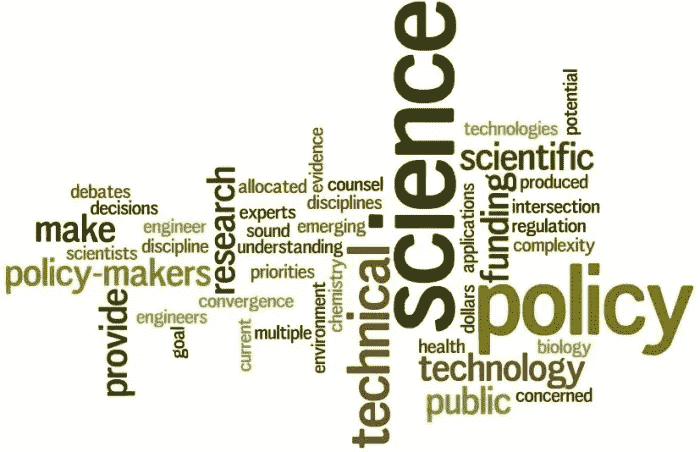 science
potential
technologies
scientific
evidence
research
allocated
counsel
funding
produced
debates
disciplines
applications
decisions
experts
intersection
make
engineer
sound
emerging
regulation
scientists
discipline
understanding
technical
complexity
policy-makers
priorities
chemistry
dollars
policy
provide
convergence
environment
engineers
goal
current
multiple
health
biology
technology
public
concerned